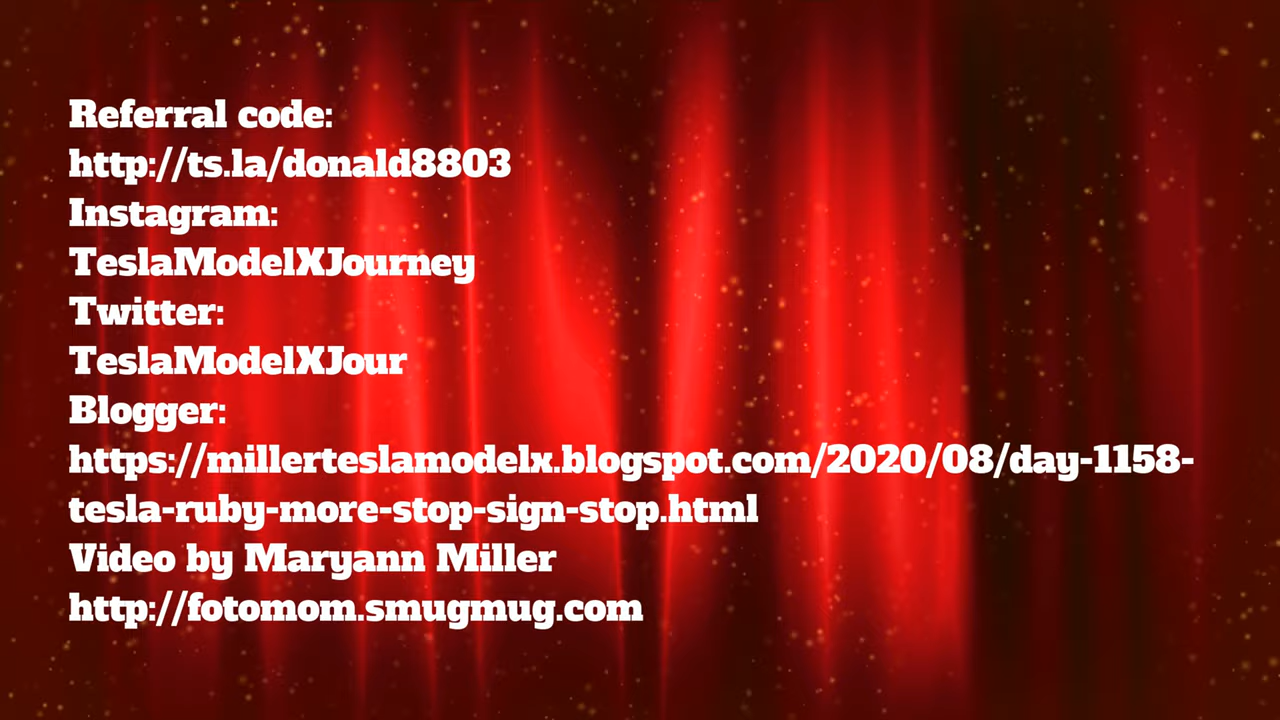 Referral code:
http://ts.la/donald8803
Instagram:
TeslaModelXJourney
Twitter:
TeslaModelXJour
Blogger:
https://millerteslamodelx.blogspot.com/2020/08/day-1158-
tesla-ruby-more-stop-sign-stop.html
Video by Maryann Miller
http://fotomom.smugmug.com